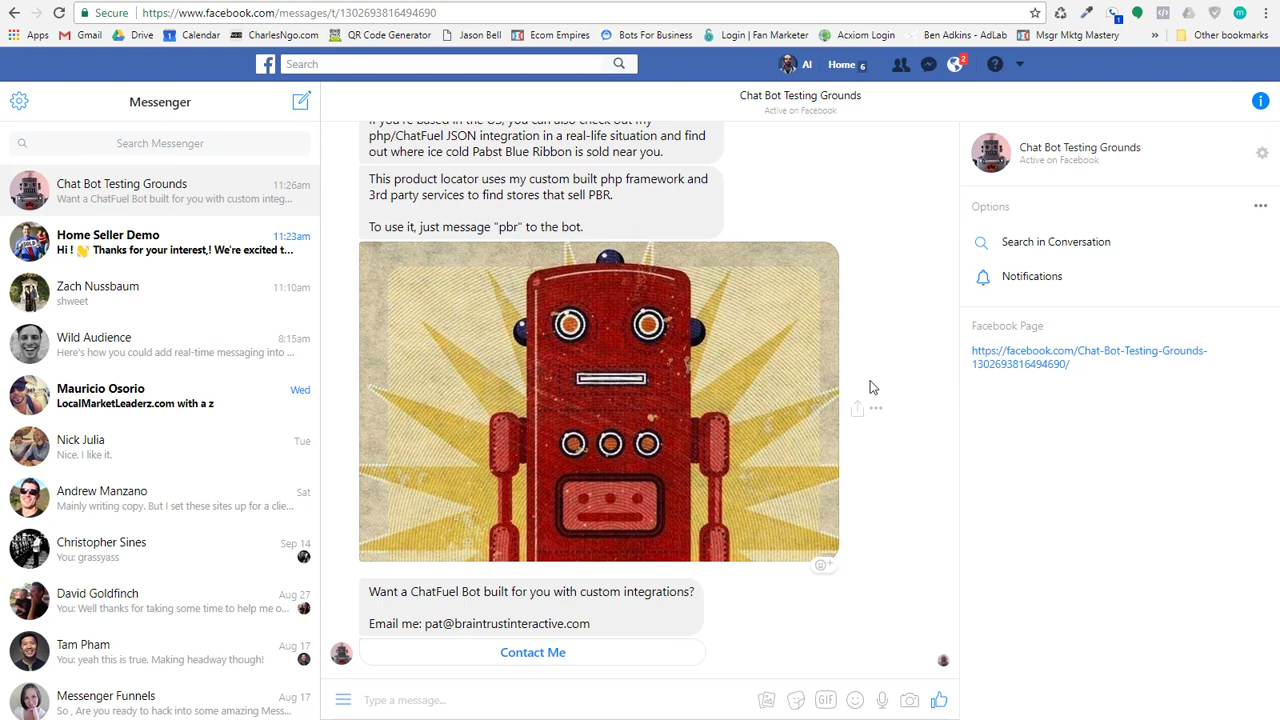 Secure | https://www.facebook.com/messages/t/1302693816494690
Apps Gmail Drive Calendar CharlesNgo.com QR Code Generator Jason Bell Ecom Empires Bots For Business Login | Fan Marketer Acxiom Login Ben Adkins - AdLab Msgr Mktg Mastery » Other bookmarks
Search
Al
Home 6
2
Messenger
Search Messenger
Chat Bot Testing Grounds 11:26am
Want a ChatFuel Bot built for you with custom integ...
Home Seller Demo 11:23am
Hi ! 👋 Thanks for your interest,! We're excited t...
Zach Nussbaum 11:10am
shweet
Wild Audience 8:15am
Here's how you could add real-time messaging into ...
Mauricio Osorio Wed
LocalMarketLeaderz.com with a z
Nick Julia Tue
Nice. I like it.
Andrew Manzano Sat
Mainly writing copy. But I set these sites up for a clie...
Christopher Sines Sep 14
You: grassyass
David Goldfinch Aug 27
You: Well thanks for taking some time to help me o...
Tam Pham Aug 17
You: yeah this is true. Making headway though!
Messenger Funnels Aug 17
So , Are you ready to hack into some amazing Mess...
Chat Bot Testing Grounds
Active on Facebook
If you're based in the US, you can also check out my
php/ChatFuel JSON integration in a real-life situation and find
out where ice cold Pabst Blue Ribbon is sold near you.
This product locator uses my custom built php framework and
3rd party services to find stores that sell PBR.
To use it, just message "pbr" to the bot.
Want a ChatFuel Bot built for you with custom integrations?
Email me: pat@braintrustinteractive.com
Contact Me
Type a message...
GIF
Chat Bot Testing Grounds
Active on Facebook
Options
Search in Conversation
Notifications
Facebook Page
https://facebook.com/Chat-Bot-Testing-Grounds-
1302693816494690/